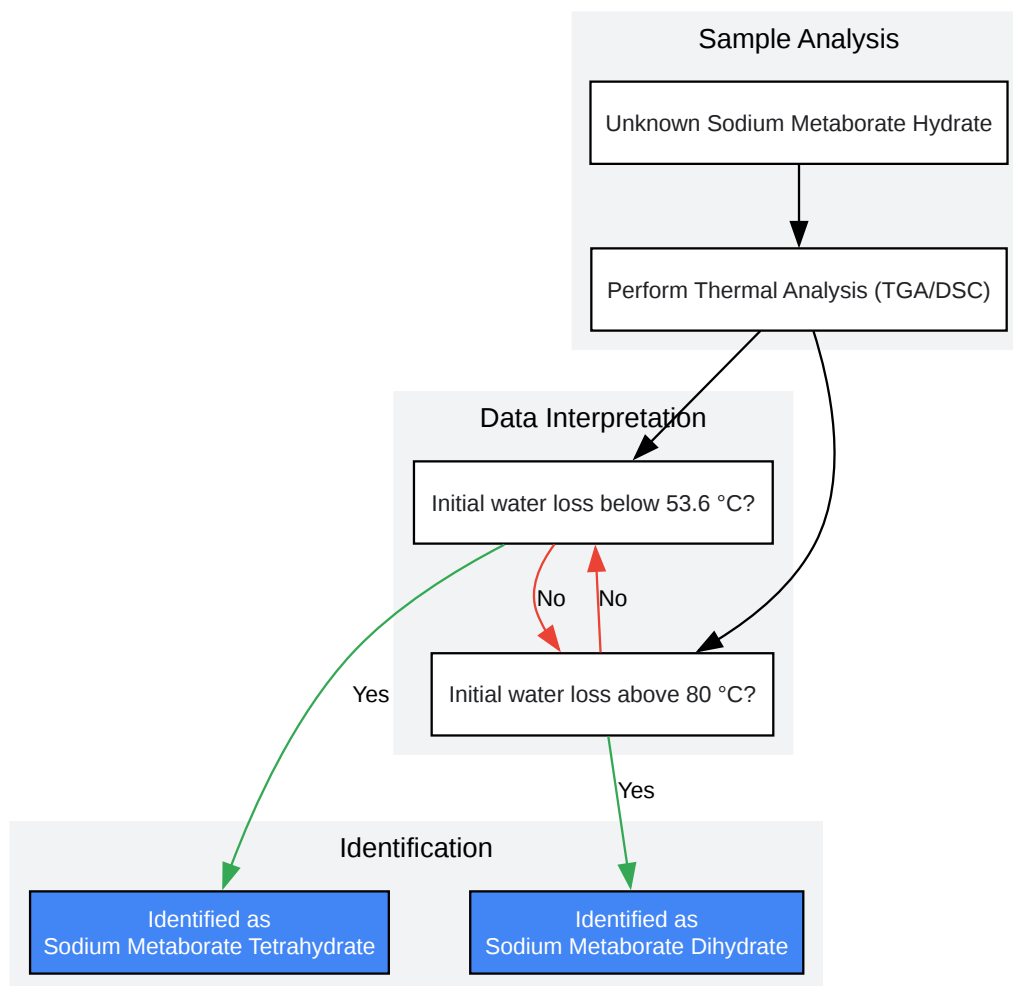 Sample Analysis
Unknown Sodium Metaborate Hydrate
Perform Thermal Analysis (TGA/DSC)
Data Interpretation
Initial water loss below 53.6 °C?
No
No
Initial water loss above 80 °C?
Yes
Yes
Identification
Identified as
Sodium Metaborate Tetrahydrate
Identified as
Sodium Metaborate Dihydrate